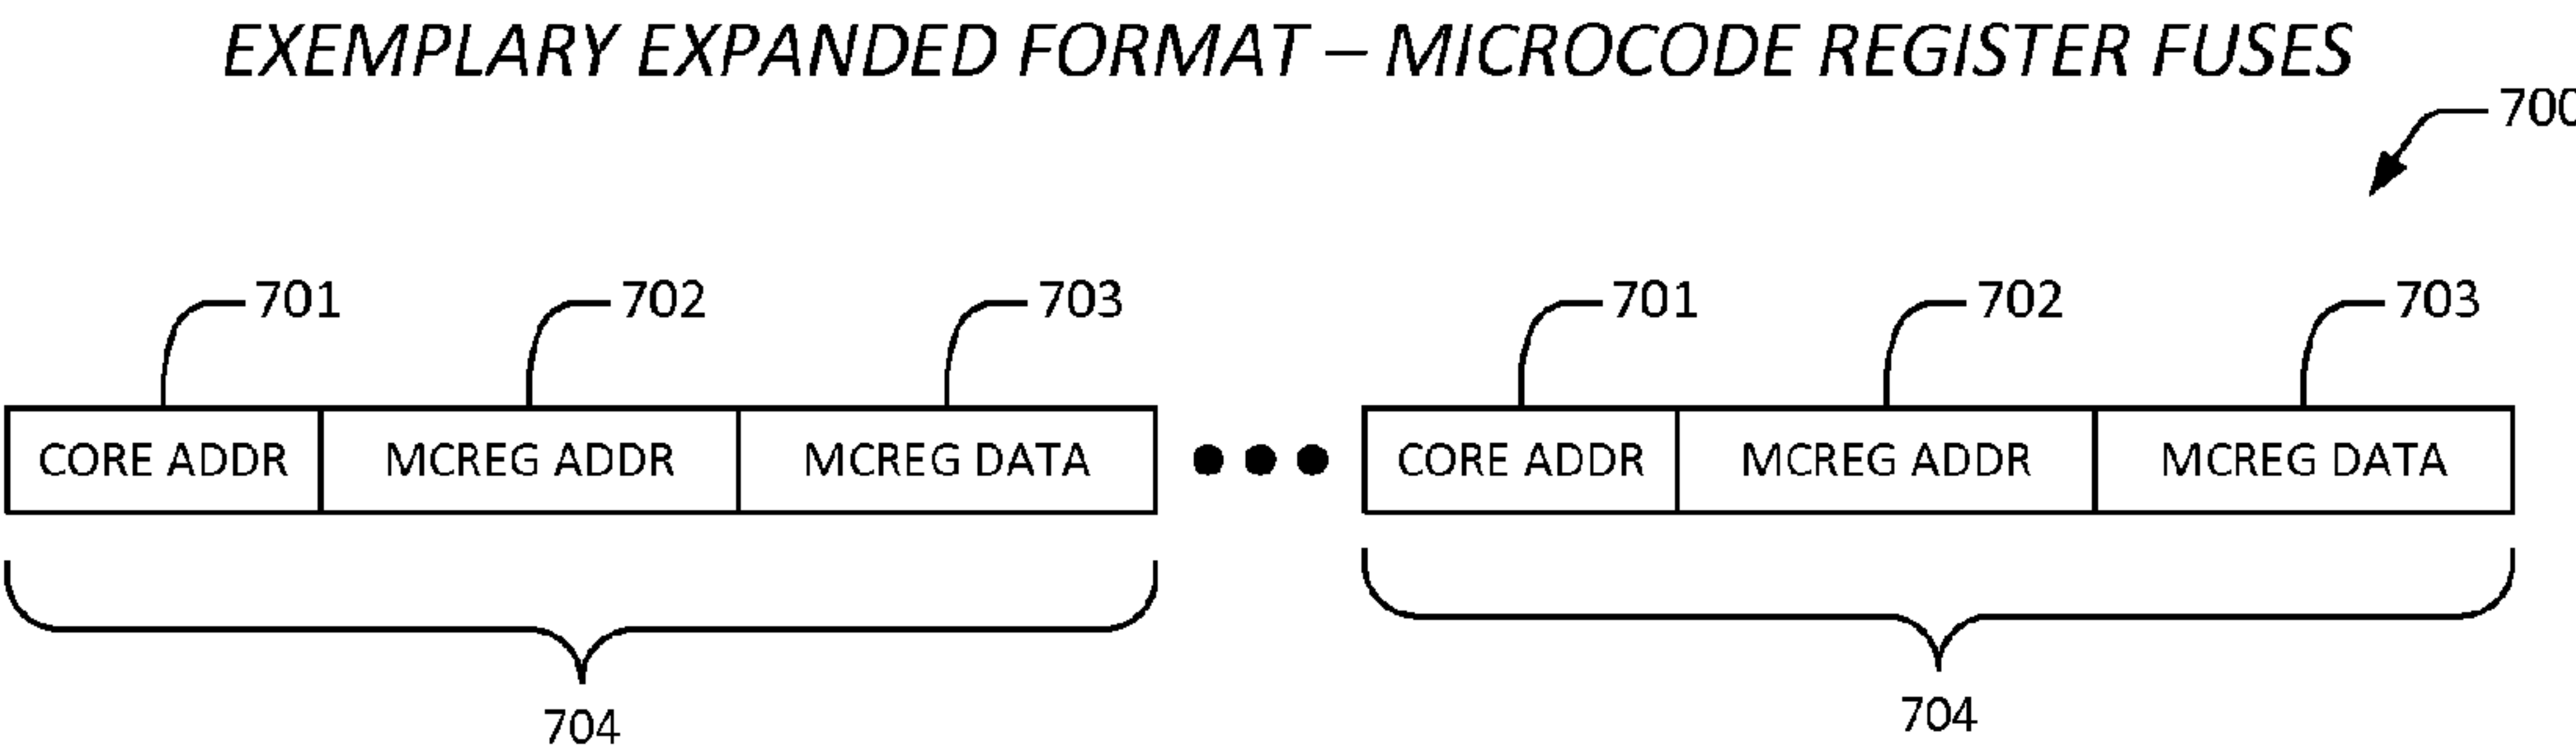 EXEMPLARY EXPANDED FORMAT – MICROCODE REGISTER FUSES
700
701 702 703 701 702 703
CORE ADDR MCREG ADDR MCREG DATA CORE ADDR MCREG ADDR MCREG DATA
704 704